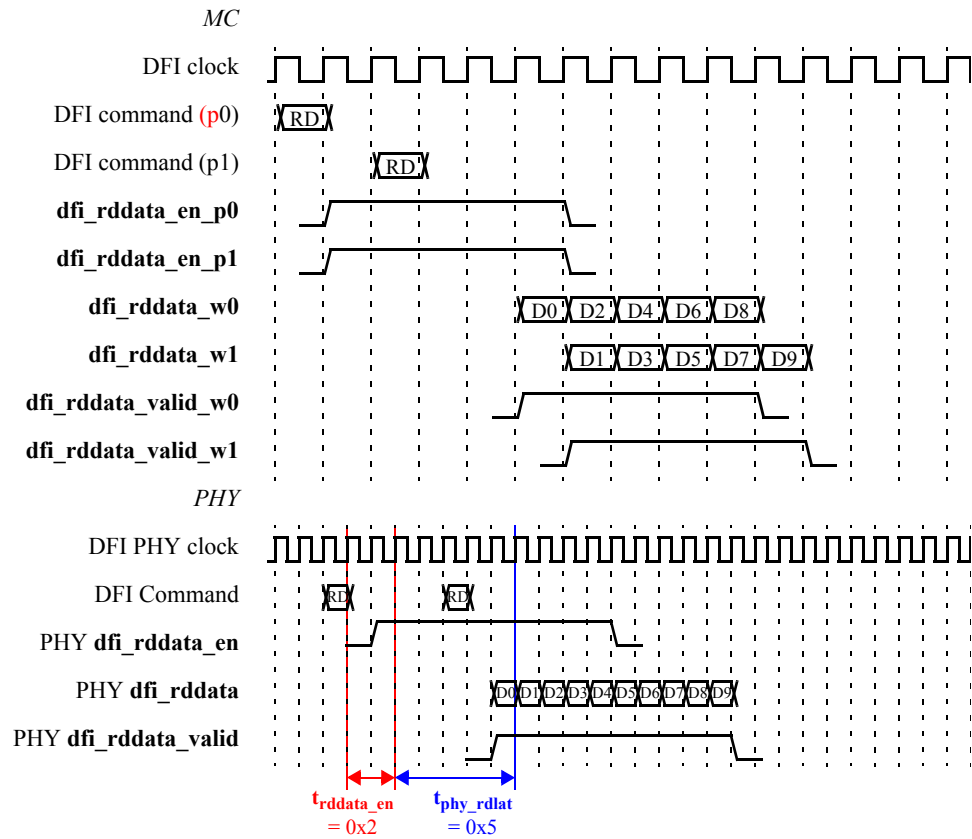 MC
DFI clock
DFI command (p0)
RD
DFI command (p1)
RD
dfi_rddata_en_p0
dfi_rddata_en_p1
dfi_rddata_w0
D0 D2 D4 D6 D8
dfi_rddata_w1
D1 D3 D5 D7 D9
dfi_rddata_valid_w0
dfi_rddata_valid_w1
PHY
DFI PHY clock
DFI Command
RD RD
PHY dfi_rddata_en
PHY dfi_rddata
D0 D1 D2 D3 D4 D5 D6 D7 D8 D9
PHY dfi_rddata_valid
trddata_en tphy_rdlat
= 0x2 = 0x5